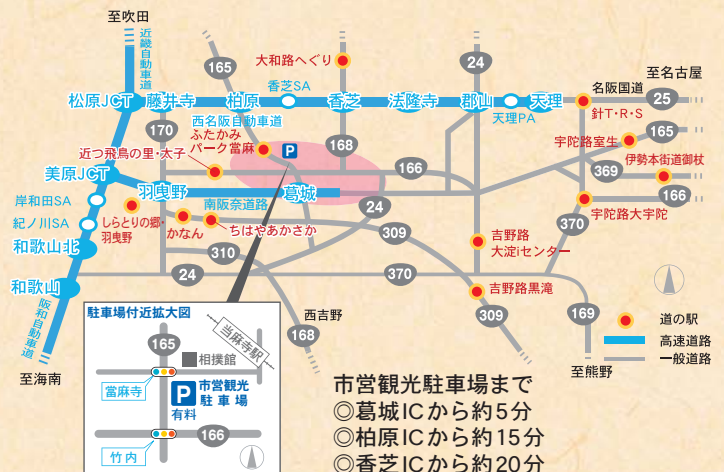 至吹田
近畿自動車道
165
大和路へぐり
24
香芝SA
名阪国道
至名古屋
松原JCT
藤井寺
柏原
香芝
法隆寺
郡山
天理
25
天理PA
針T・R・S
170
西名阪自動車道
ふたかみ
パーク當麻
P
168
宇陀路室生
165
近つ飛鳥の里・太子
166
369
伊勢本街道御杖
美原JCT
羽曳野
葛城
166
岸和田SA
南阪奈道路
24
宇陀路大宇陀
紀ノ川SA
しらとりの郷・
羽曳野
かなん
ちはやあかさか
309
370
和歌山北
310
吉野路
大淀iセンター
24
370
和歌山
吉野路黒滝
阪和自動車道
西吉野
168
309
169
至海南
至熊野
道の駅
高速道路
一般道路
駐車場付近拡大図
165
当麻寺駅
相撲館
當麻寺
P
市営観光
駐車場
有料
竹内
166
市営観光駐車場まで
◎葛城ICから約5分
◎柏原ICから約15分
◎香芝ICから約20分